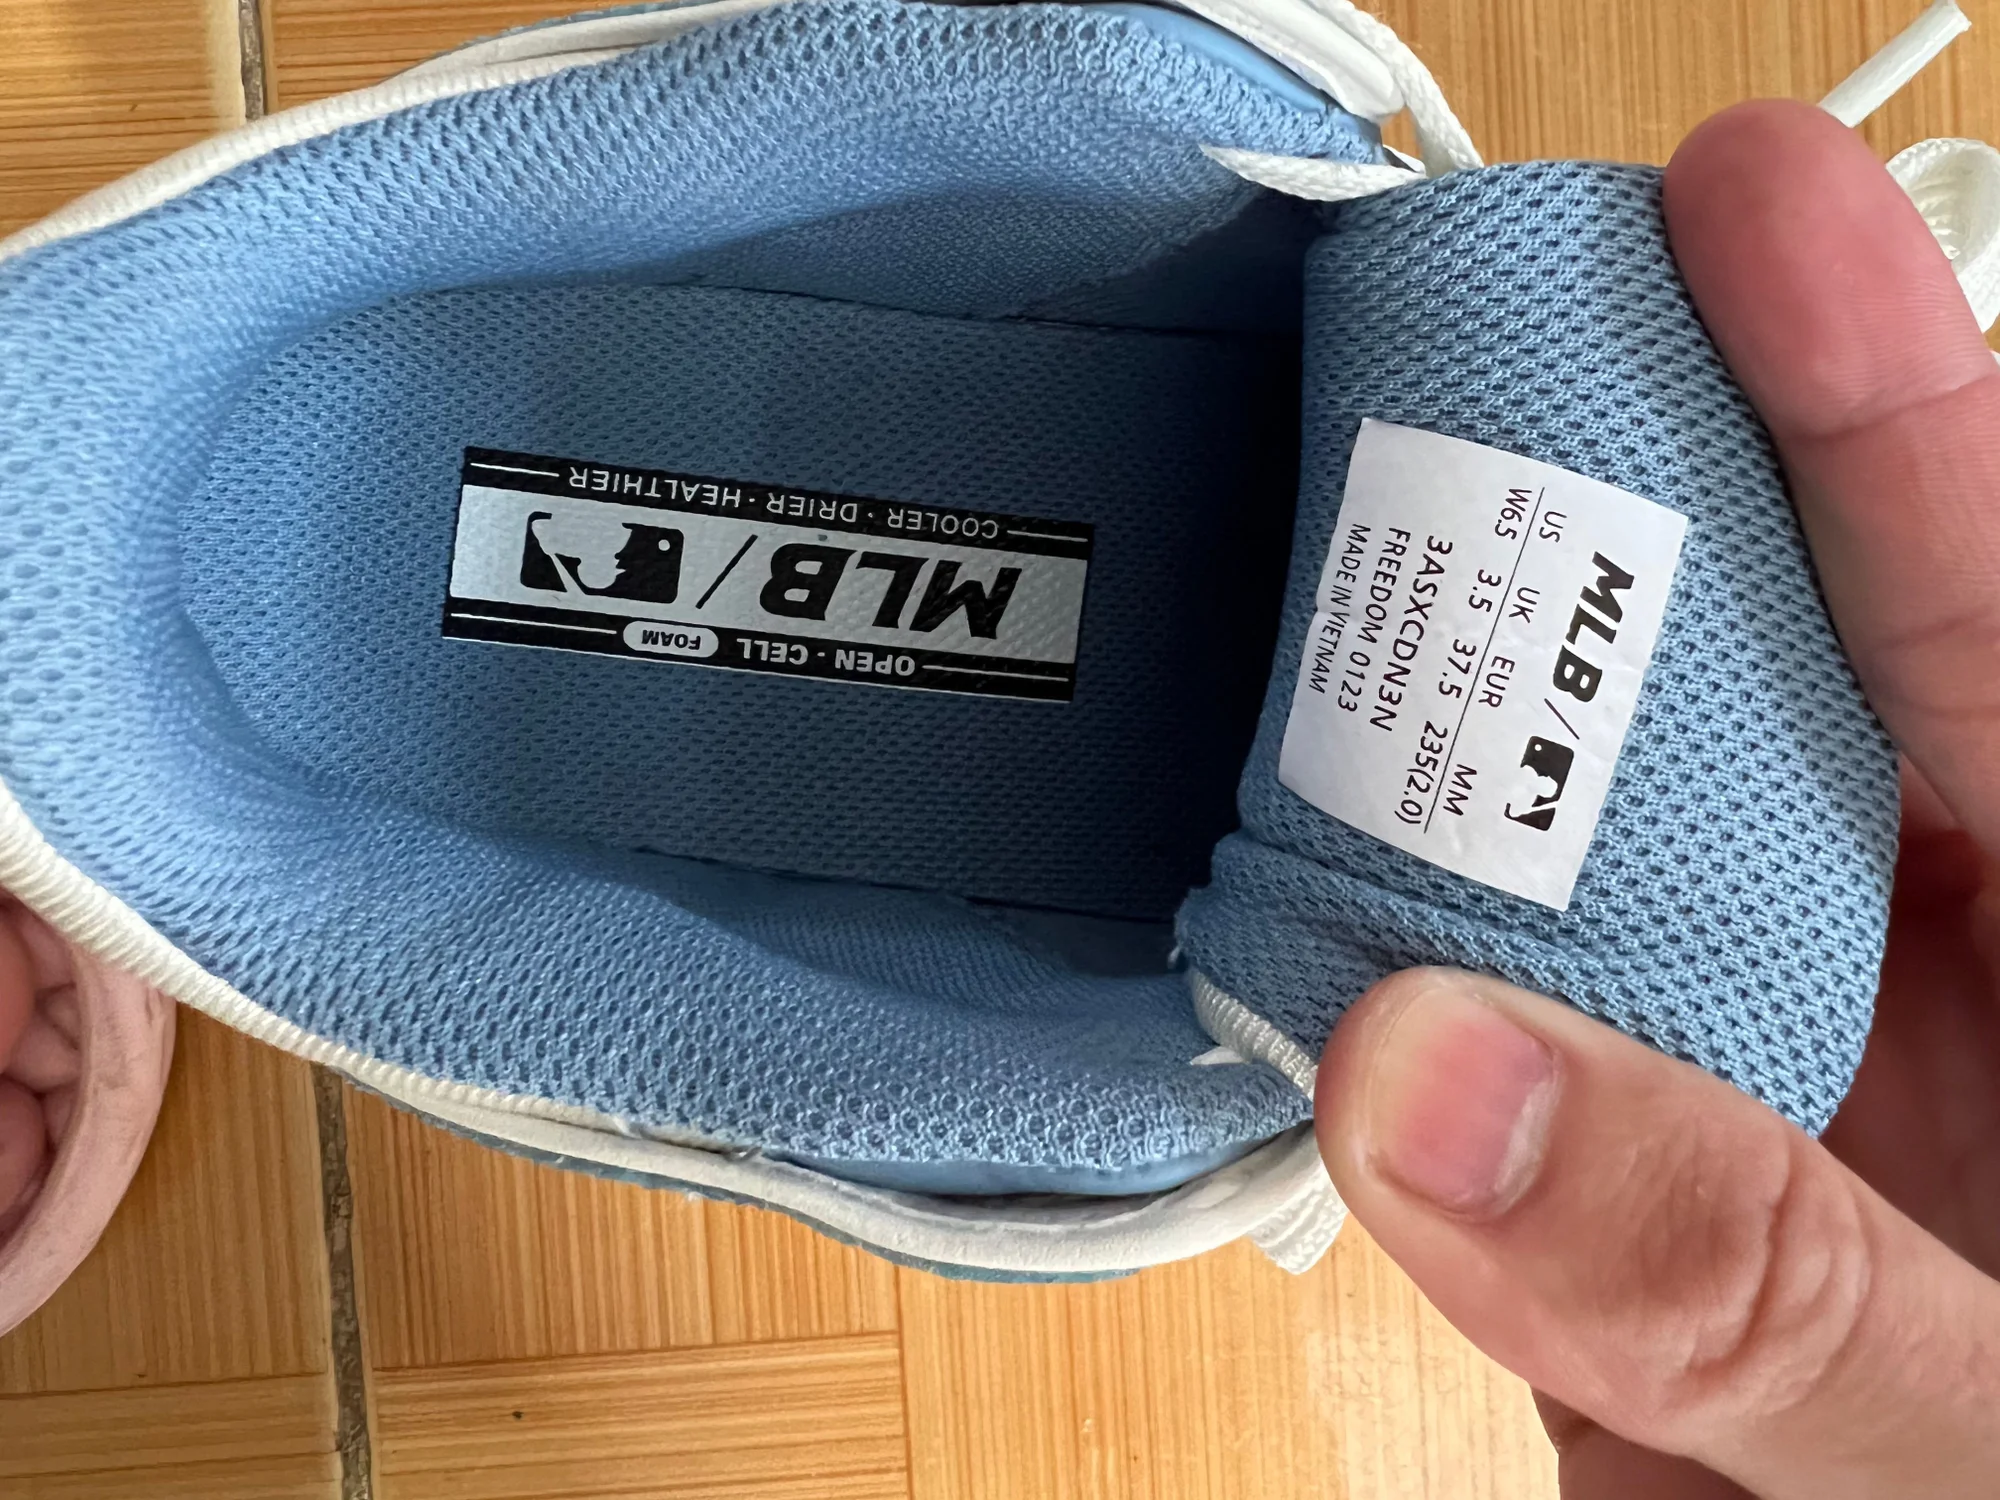 COOLER · DRIER · HEALTHIER
MLB/
OPEN · CELL FOAM
MLB/
US UK EUR MM
W6.5 3.5 37.5 235(2.0)
3ASXCDN3N
FREEDOM 0123
MADE IN VIETNAM